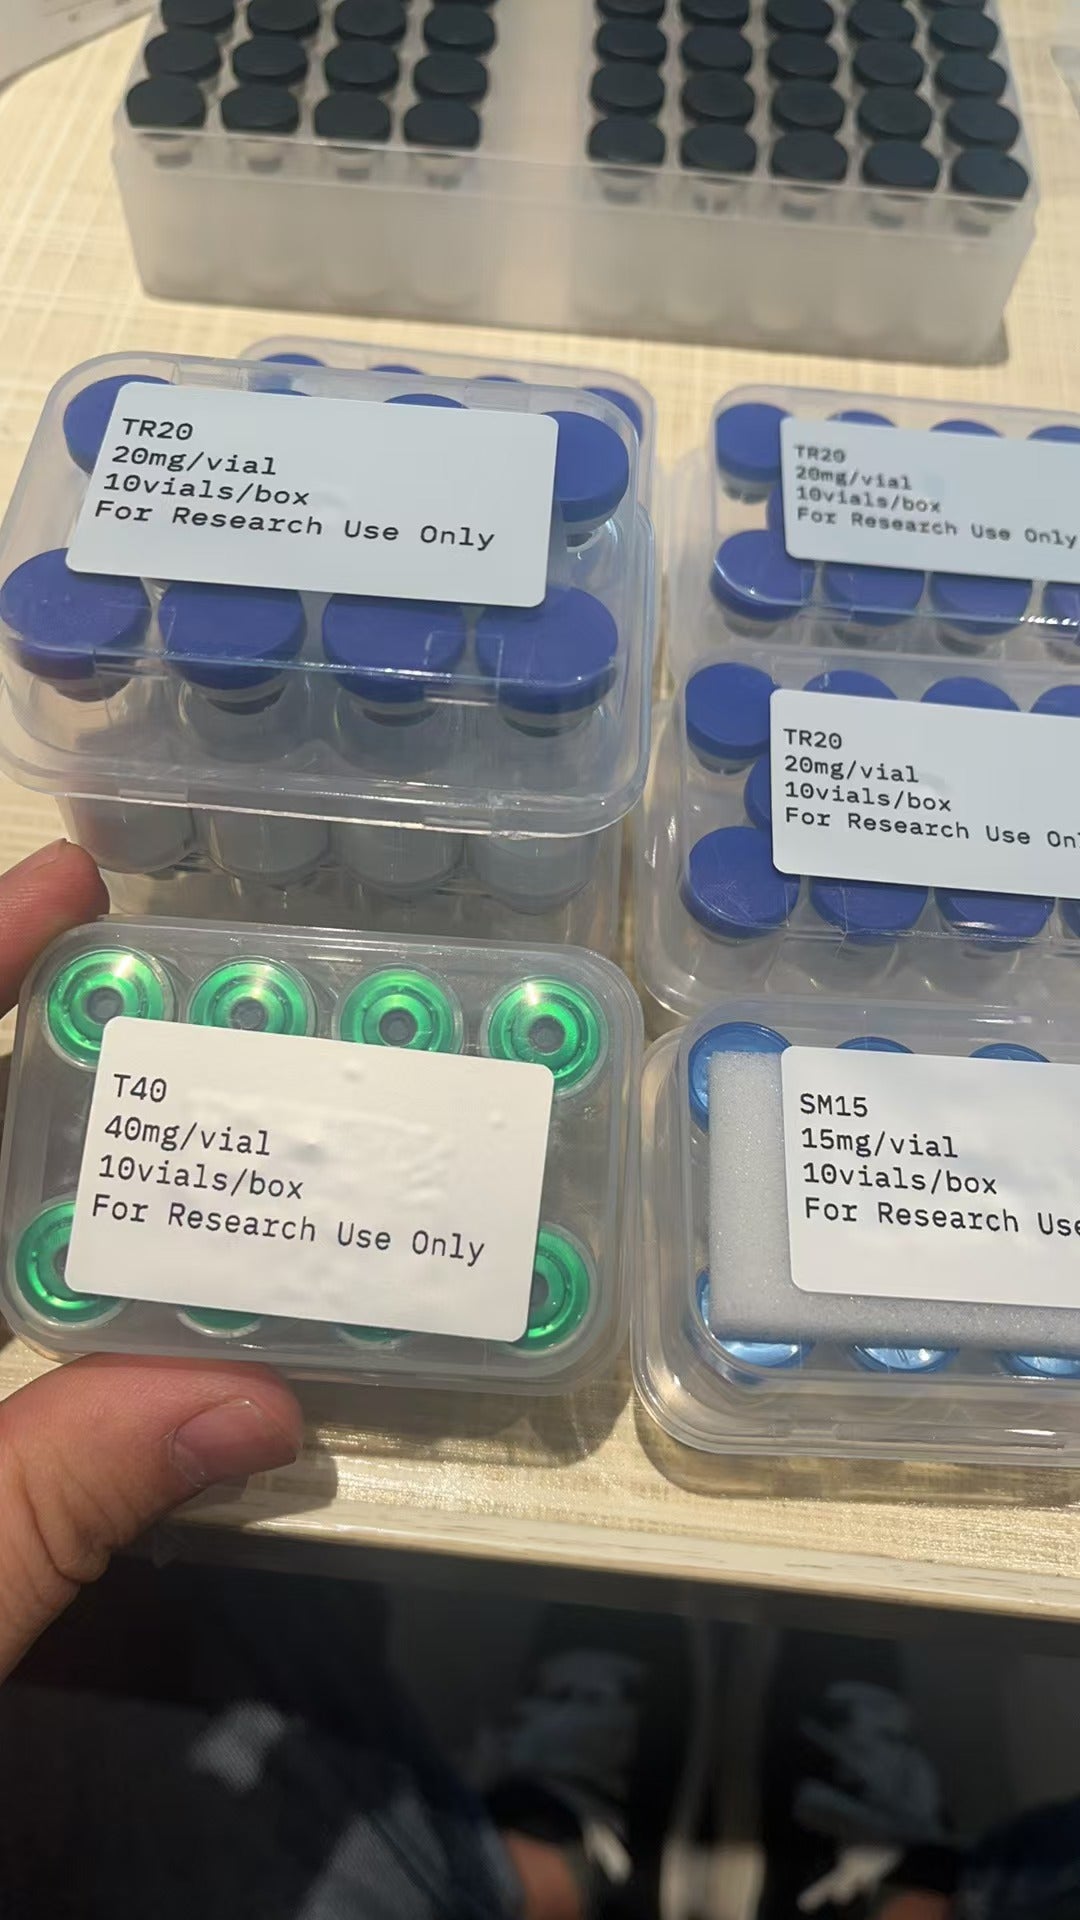 TR20
20mg/vial
10vials/box
For Research Use Only
TR20
20mg/vial
10vials/box
For Research Use Only
TR20
20mg/vial
10vials/box
For Research Use
T40
40mg/vial
10vials/box
For Research Use Only
SM15
15mg/vial
10vials/box
For Research Use